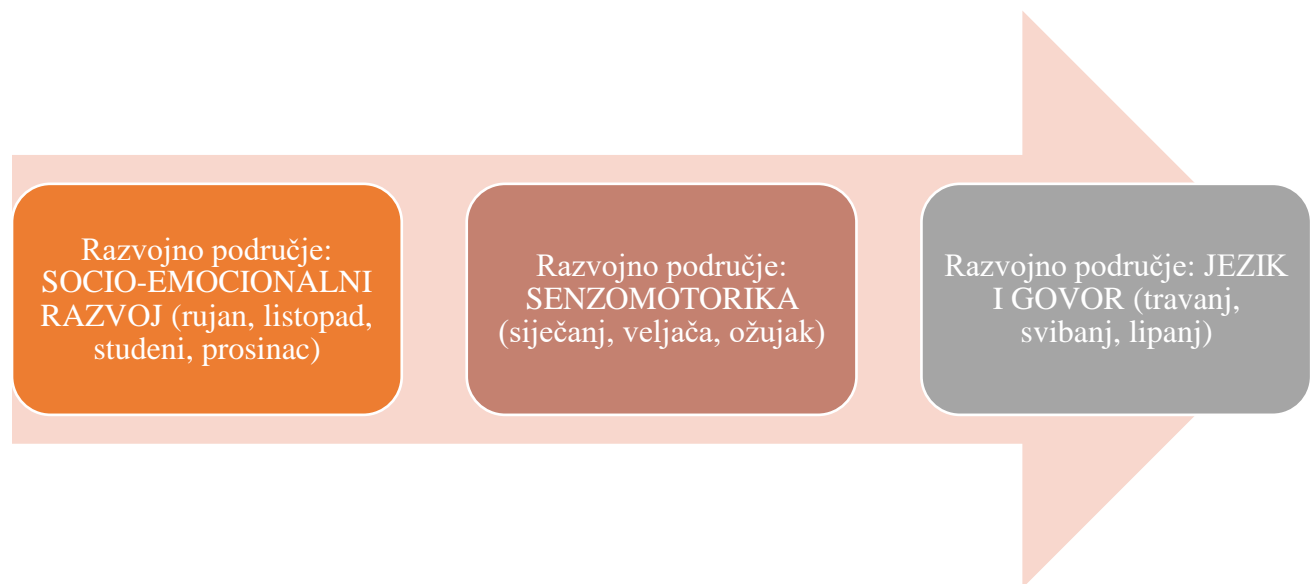 Razvojno područje:
SOCIO-EMOCIONALNI
RAZVOJ (rujan, listopad,
studeni, prosinac)
Razvojno područje:
SENZOMOTORIKA
(siječanj, veljača, ožujak)
Razvojno područje: JEZIK
I GOVOR (travanj,
svibanj, lipanj)